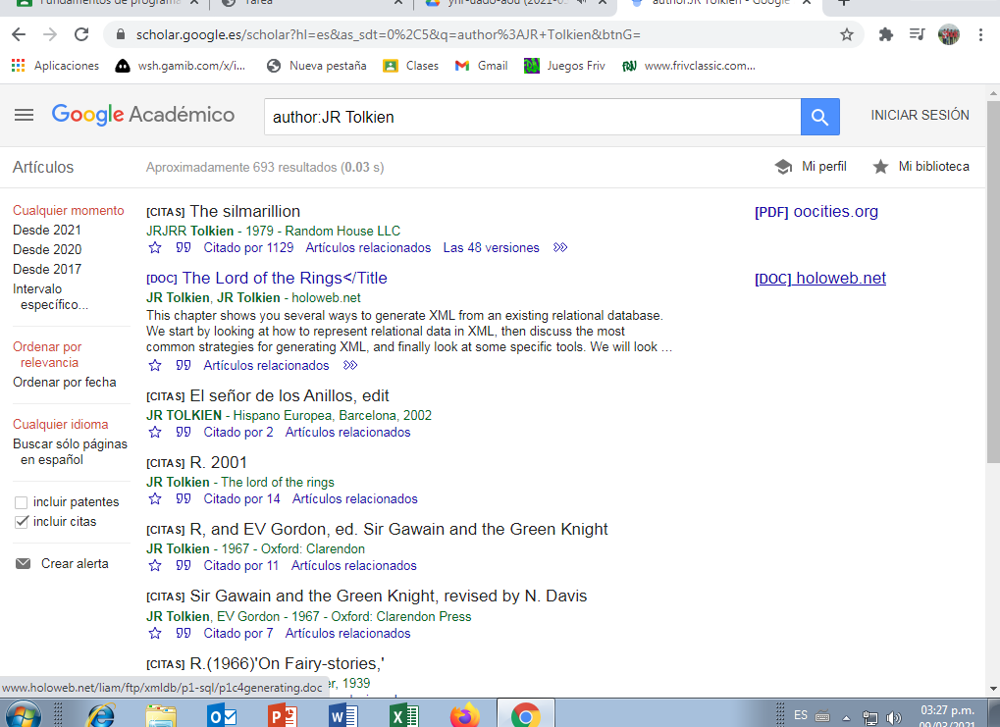 Fundamentos de programa
Tarea
author:JR Tolkien - Google
scholar.google.es/scholar?hl=es&as_sdt=0%2C5&q=author%3AJR+Tolkien&btnG=
Aplicaciones wsh.gamib.com/x/i... Nueva pestaña Clases Gmail Juegos Friv www.frivclassic.com...
Google Académico
author:JR Tolkien
INICIAR SESIÓN
Artículos
Aproximadamente 693 resultados (0.03 s)
Mi perfil
Mi biblioteca
Cualquier momento
Desde 2021
Desde 2020
Desde 2017
Intervalo
específico...
Ordenar por
relevancia
Ordenar por fecha
Cualquier idioma
Buscar sólo páginas
en español
incluir patentes
incluir citas
Crear alerta
[CITAS] The silmarillion
JRJRR Tolkien - 1979 - Random House LLC
Citado por 1129 Artículos relacionados Las 48 versiones
[PDF] oocities.org
[DOC] The Lord of the Rings</Title
JR Tolkien, JR Tolkien - holoweb.net
This chapter shows you several ways to generate XML from an existing relational database.
We start by looking at how to represent relational data in XML, then discuss the most
common strategies for generating XML, and finally look at some specific tools. We will look ...
Artículos relacionados
[DOC] holoweb.net
[CITAS] El señor de los Anillos, edit
JR TOLKIEN - Hispano Europea, Barcelona, 2002
Citado por 2 Artículos relacionados
[CITAS] R. 2001
JR Tolkien - The lord of the rings
Citado por 14 Artículos relacionados
[CITAS] R, and EV Gordon, ed. Sir Gawain and the Green Knight
JR Tolkien - 1967 - Oxford: Clarendon
Citado por 11 Artículos relacionados
[CITAS] Sir Gawain and the Green Knight, revised by N. Davis
JR Tolkien, EV Gordon - 1967 - Oxford: Clarendon Press
Citado por 7 Artículos relacionados
[CITAS] R.(1966)'On Fairy-stories,'
er, 1939
www.holoweb.net/liam/ftp/xmldb/p1-sql/p1c4generating.doc
ES
03:27 p.m.
09/03/2021